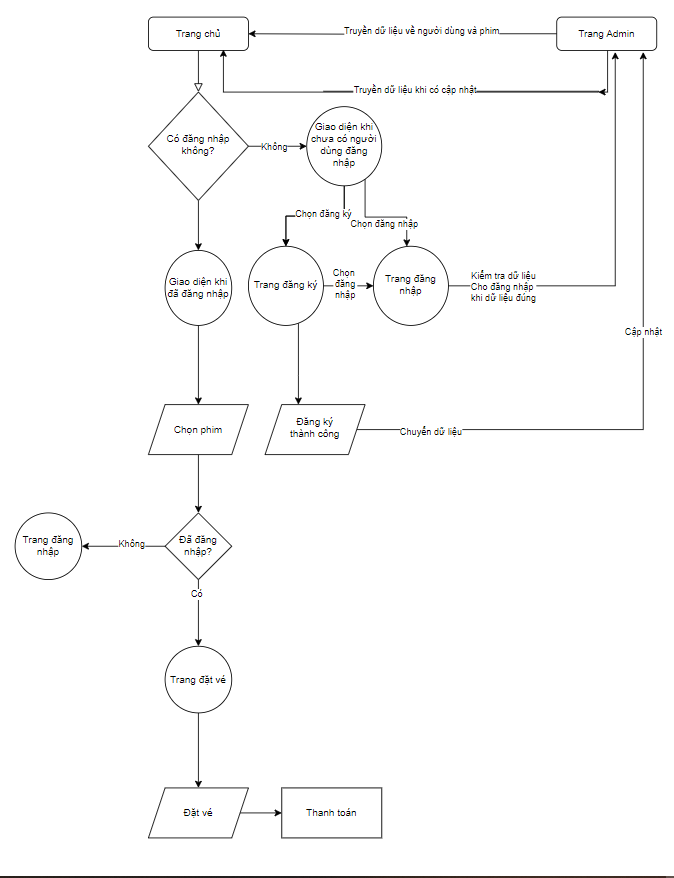 Trang chủ
Truyền dữ liệu về người dùng và phim
Trang Admin
Truyền dữ liệu khi có cập nhật
Có đăng nhập
không?
Không
Giao diện khi
chưa có người
dùng đăng
nhập
Chọn đăng ký
Chọn đăng nhập
Giao diện khi
đã đăng nhập
Trang đăng ký
Chọn
đăng
nhập
Trang đăng
nhập
Kiểm tra dữ liệu
Cho đăng nhập
khi dữ liệu đúng
Cập nhật
Chọn phim
Đăng ký
thành công
Chuyển dữ liệu
Trang đăng
nhập
Không
Đã đăng
nhập?
Có
Trang đặt vé
Đặt vé
Thanh toán